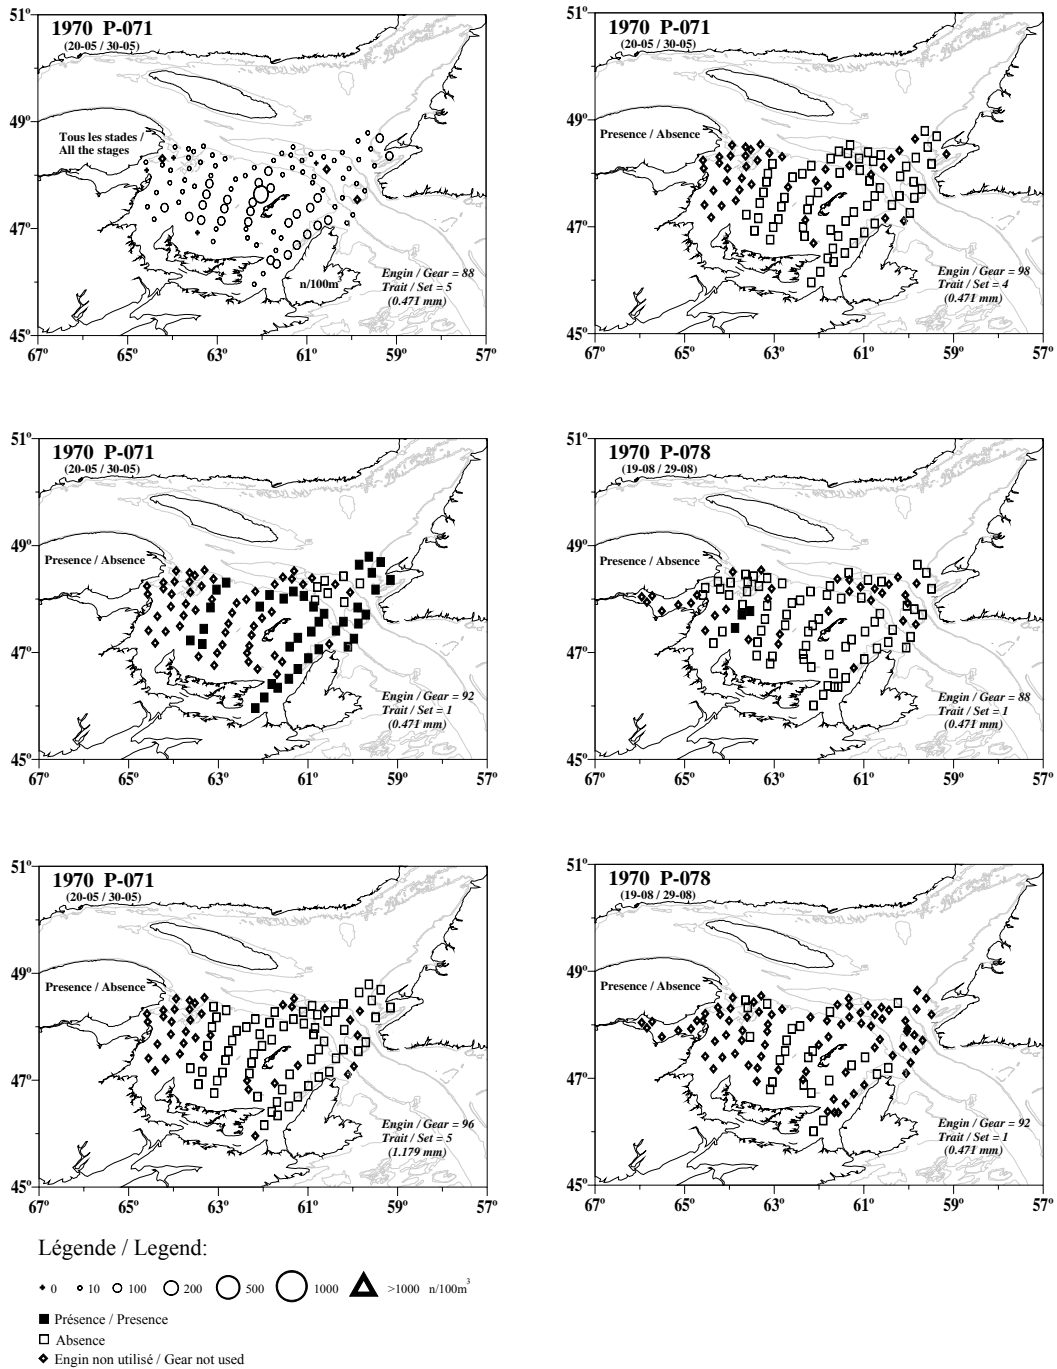 1970 P-071
(20-05 / 30-05)
Tous les stades /
All the stages
n/100m³
Engin / Gear = 88
Trait / Set = 5
(0.471 mm)
51º
49º
47º
45º
67º 65º 63º 61º 59º 57º
1970 P-071
(20-05 / 30-05)
Presence / Absence
Engin / Gear = 98
Trait / Set = 4
(0.471 mm)
51º
49º
47º
45º
67º 65º 63º 61º 59º 57º
1970 P-071
(20-05 / 30-05)
Presence / Absence
Engin / Gear = 92
Trait / Set = 1
(0.471 mm)
51º
49º
47º
45º
67º 65º 63º 61º 59º 57º
1970 P-078
(19-08 / 29-08)
Presence / Absence
Engin / Gear = 88
Trait / Set = 1
(0.471 mm)
51º
49º
47º
45º
67º 65º 63º 61º 59º 57º
1970 P-071
(20-05 / 30-05)
Presence / Absence
Engin / Gear = 96
Trait / Set = 5
(1.179 mm)
51º
49º
47º
45º
67º 65º 63º 61º 59º 57º
1970 P-078
(19-08 / 29-08)
Presence / Absence
Engin / Gear = 92
Trait / Set = 1
(0.471 mm)
51º
49º
47º
45º
67º 65º 63º 61º 59º 57º
Légende / Legend:
0 10 100 200 500 1000 >1000 n/100m³
Présence / Presence
Absence
Engin non utilisé / Gear not used